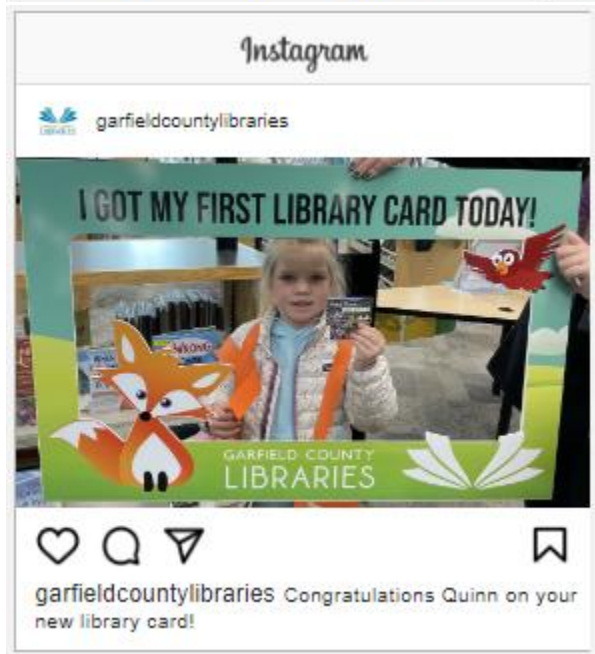 Instagram
garfieldcountylibraries
I GOT MY FIRST LIBRARY CARD TODAY!
WRONG
GARFIELD COUNTY
LIBRARIES
garfieldcountylibraries Congratulations Quinn on your
new library card!